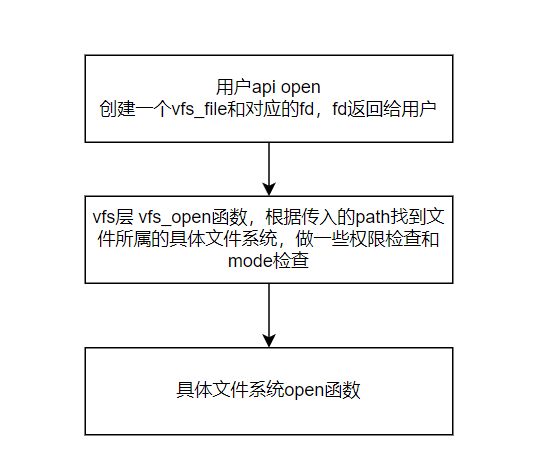 用户api open
创建一个vfs_file和对应的fd，fd返回给用户
vfs层 vfs_open函数，根据传入的path找到文
件所属的具体文件系统，做一些权限检查和
mode检查
具体文件系统open函数